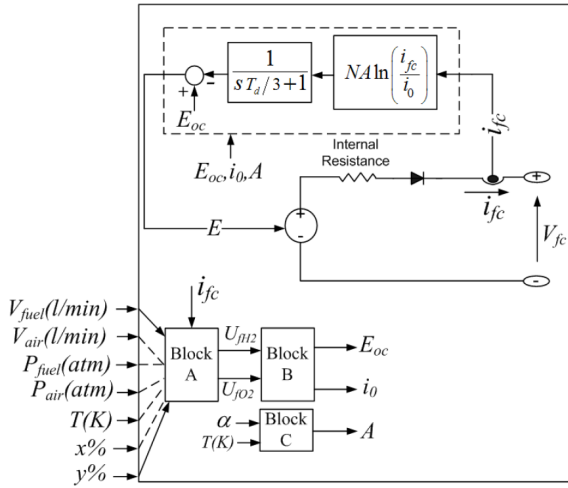 1
sT_d/3+1
NA ln(i_fc/i_0)
+
-
E_oc
i_fc
E_oc, i_0, A
Internal
Resistance
+
i_fc
E
+
-
V_fc
-
i_fc
V_fuel(l/min)
V_air(l/min)
P_fuel(atm)
P_air(atm)
T(K)
x%
y%
Block
A
U_fH2
U_fO2
Block
B
E_oc
i_0
α
T(K)
Block
C
A